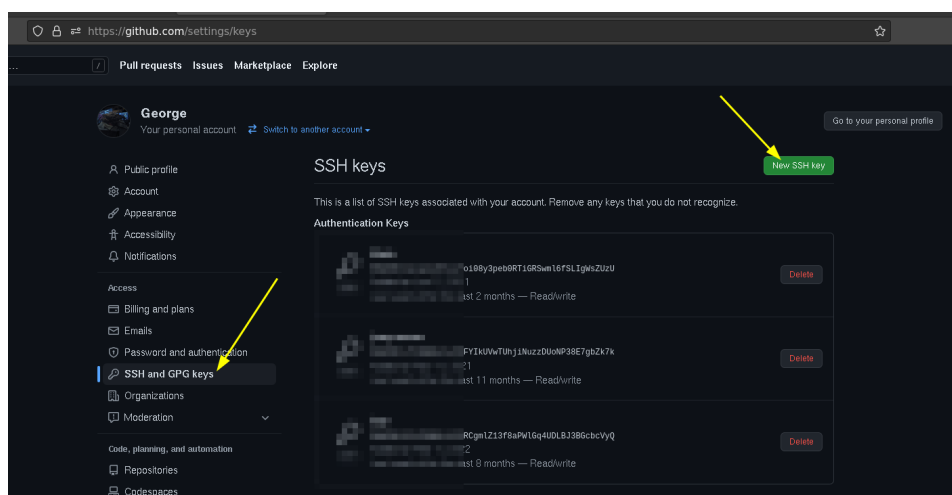 https://github.com/settings/keys
... / Pull requests Issues Marketplace Explore
George
Your personal account Switch to another account
Go to your personal profile
Public profile
Account
Appearance
Accessibility
Notifications
Access
Billing and plans
Emails
Password and authentication
SSH and GPG keys
Organizations
Moderation
Code, planning, and automation
Repositories
Codespaces
SSH keys
New SSH key
This is a list of SSH keys associated with your account. Remove any keys that you do not recognize.
Authentication Keys
oi08y3peb0RTiGRSwml6fSLIgWsZUzU
1
ast 2 months — Read/write
Delete
FYIkUVwTUhjiNuzzDUoNP38E7gbZk7k
21
ast 11 months — Read/write
Delete
RCgmlZ13f8aPWlGq4UDLBJ3BGcbcVyQ
2
ast 8 months — Read/write
Delete